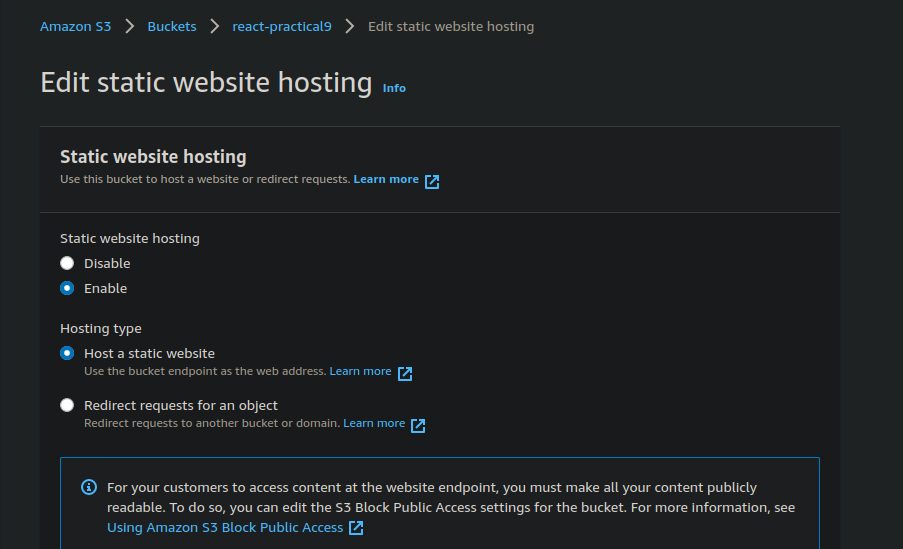 Amazon S3 > Buckets > react-practical9 > Edit static website hosting
Edit static website hosting Info
Static website hosting
Use this bucket to host a website or redirect requests. Learn more
Static website hosting
Disable
Enable
Hosting type
Host a static website
Use the bucket endpoint as the web address. Learn more
Redirect requests for an object
Redirect requests to another bucket or domain. Learn more
For your customers to access content at the website endpoint, you must make all your content publicly
readable. To do so, you can edit the S3 Block Public Access settings for the bucket. For more information, see
Using Amazon S3 Block Public Access